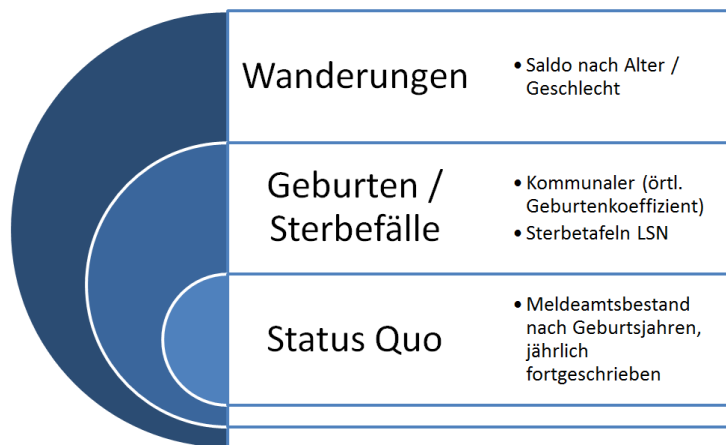 Wanderungen
• Saldo nach Alter /
Geschlecht
Geburten /
Sterbefälle
• Kommunaler (örtl.
Geburtenkoeffizient)
• Sterbetafeln LSN
Status Quo
• Meldeamtsbestand
nach Geburtsjahren,
jährlich
fortgeschrieben